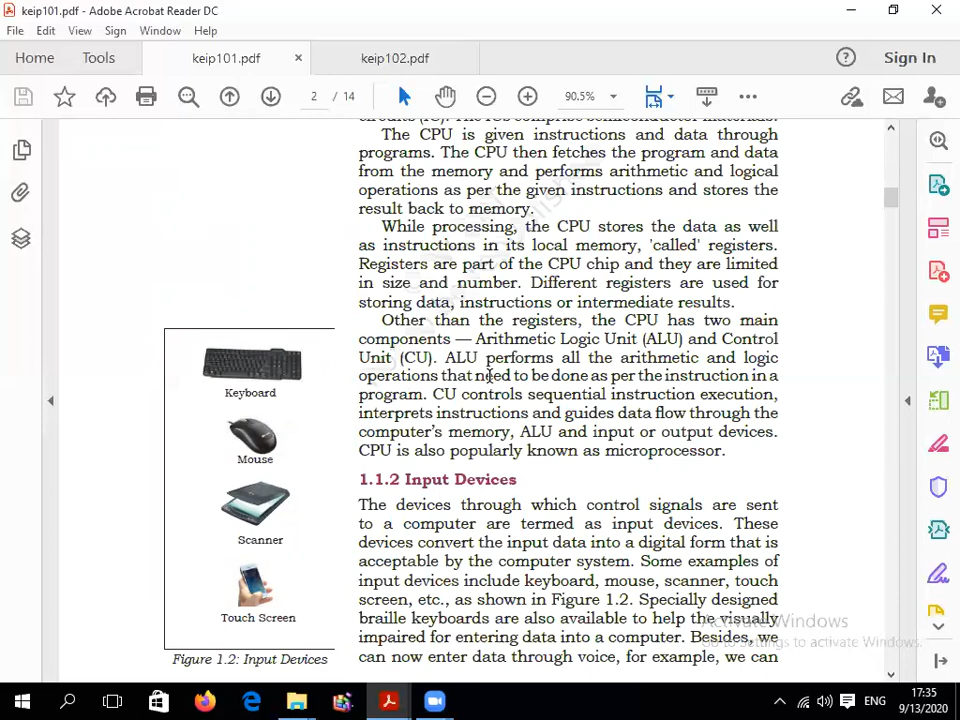 keip101.pdf - Adobe Acrobat Reader DC
File Edit View Sign Window Help
Home Tools keip101.pdf × keip102.pdf Sign In
2 / 14 90.5%
circuits (IC). The ICs comprise semiconductor materials.
The CPU is given instructions and data through
programs. The CPU then fetches the program and data
from the memory and performs arithmetic and logical
operations as per the given instructions and stores the
result back to memory.
While processing, the CPU stores the data as well
as instructions in its local memory, 'called' registers.
Registers are part of the CPU chip and they are limited
in size and number. Different registers are used for
storing data, instructions or intermediate results.
Other than the registers, the CPU has two main
components — Arithmetic Logic Unit (ALU) and Control
Unit (CU). ALU performs all the arithmetic and logic
operations that need to be done as per the instruction in a
program. CU controls sequential instruction execution,
interprets instructions and guides data flow through the
computer's memory, ALU and input or output devices.
CPU is also popularly known as microprocessor.
1.1.2 Input Devices
The devices through which control signals are sent
to a computer are termed as input devices. These
devices convert the input data into a digital form that is
acceptable by the computer system. Some examples of
input devices include keyboard, mouse, scanner, touch
screen, etc., as shown in Figure 1.2. Specially designed
braille keyboards are also available to help the visually
impaired for entering data into a computer. Besides, we
can now enter data through voice, for example, we can
Keyboard
Mouse
Scanner
Touch Screen
Figure 1.2: Input Devices
Activate Windows
Go to Settings to activate Windows.
ENG
17:35
9/13/2020